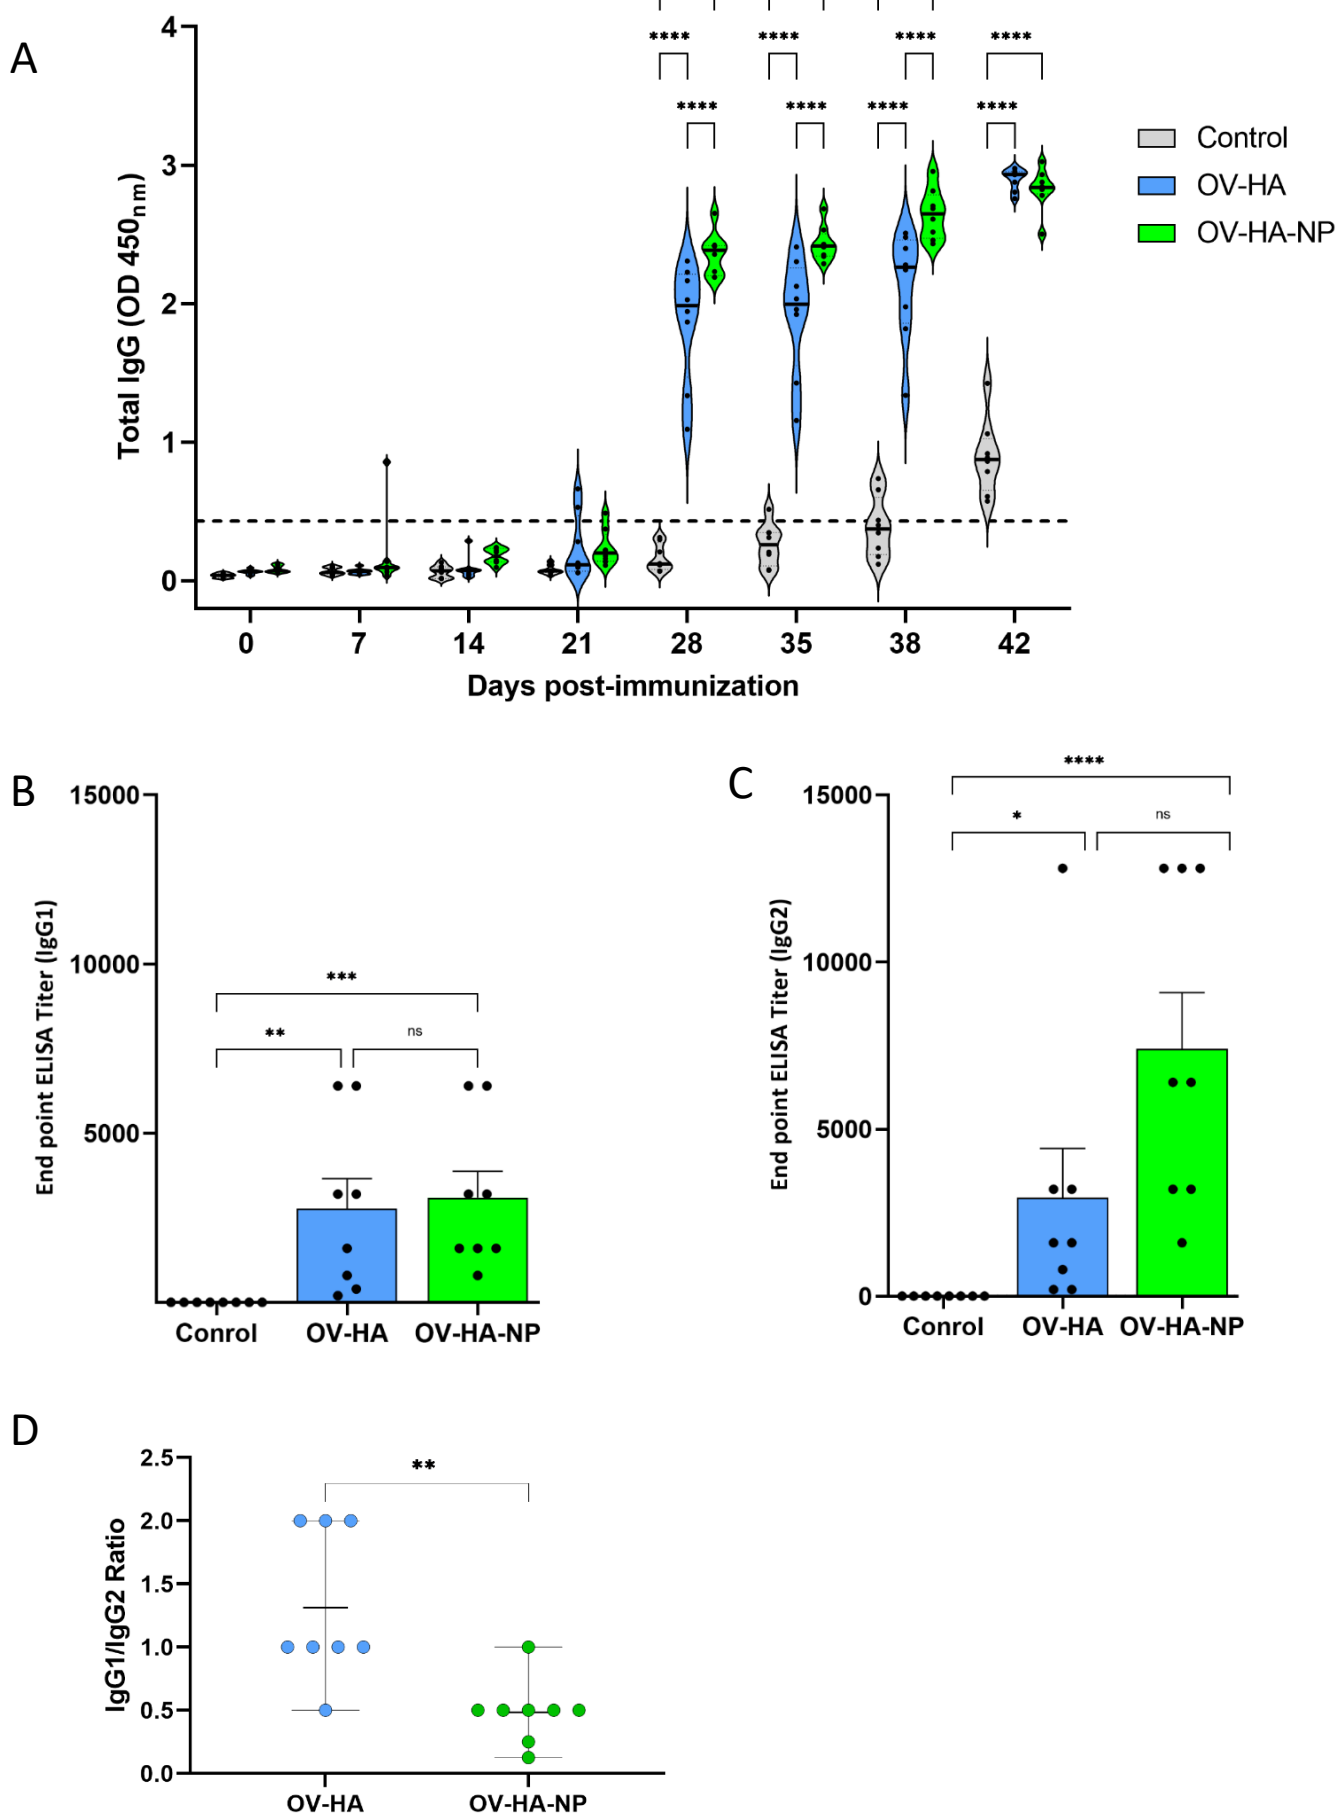 A
Total IgG (OD 450nm)
4
3
2
1
0
**** **** **** ****
**** **** **** ****
Control
OV-HA
OV-HA-NP
0 7 14 21 28 35 38 42
Days post-immunization
B
End point ELISA Titer (IgG1)
15000
10000
5000
***
** ns
Conrol OV-HA OV-HA-NP
C
End point ELISA Titer (IgG2)
15000
10000
5000
0
****
* ns
Conrol OV-HA OV-HA-NP
D
IgG1/IgG2 Ratio
2.5
2.0
1.5
1.0
0.5
0.0
**
OV-HA OV-HA-NP